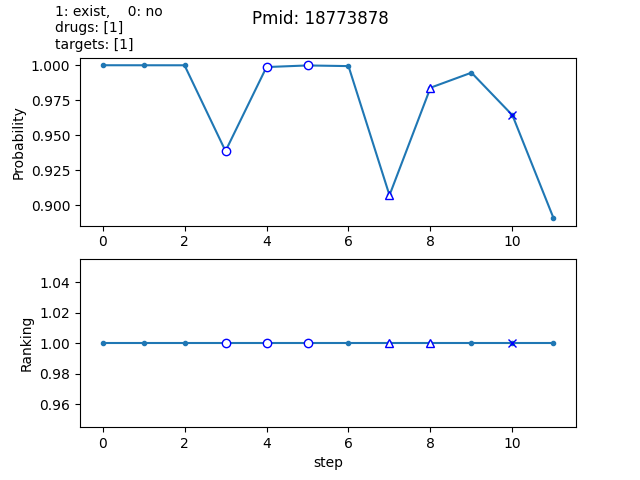 1: exist,    0: no
drugs: [1]
targets: [1]
Pmid: 18773878
Probability
1.000
0.975
0.950
0.925
0.900
0 2 4 6 8 10
Ranking
1.04
1.02
1.00
0.98
0.96
0 2 4 6 8 10
step